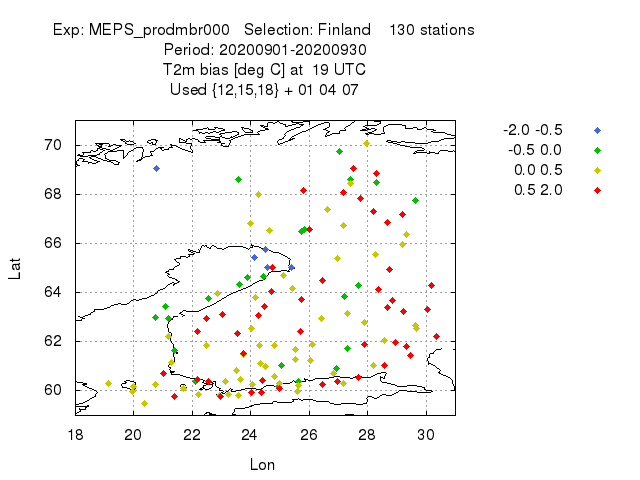 Exp: MEPS_prodmbr000 Selection: Finland 130 stations
Period: 20200901-20200930
T2m bias [deg C] at 19 UTC
Used {12,15,18} + 01 04 07
-2.0 -0.5
-0.5 0.0
0.0 0.5
0.5 2.0
70
68
66
64
62
60
Lat
18 20 22 24 26 28 30
Lon